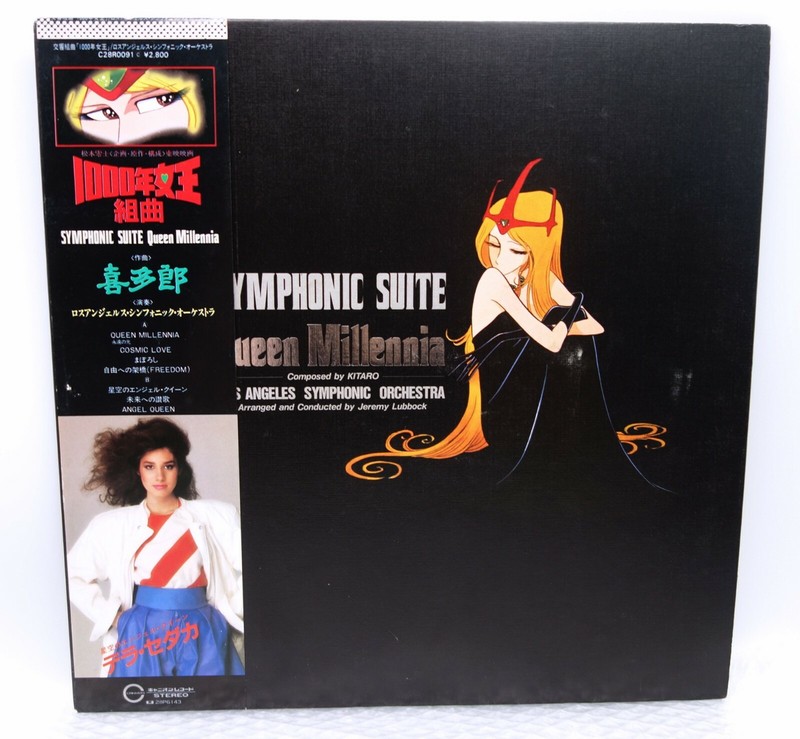 交響組曲「1000年女王」/ロスアンジェルス・シンフォニック・オーケストラ
C28R0091 C ¥2,800
松本零士〈企画・原作・構成〉東映映画
1000年女王
組曲
SYMPHONIC SUITE Queen Millennia
〈作曲〉
喜多郎
〈演奏〉
ロスアンジェルス・シンフォニック・オーケストラ
A
QUEEN MILLENNIA
永遠の光
COSMIC LOVE
まぼろし
自由への架橋(FREEDOM)
B
星空のエンジェル・クイーン
未来への讃歌
ANGEL QUEEN
デラ・セダカ
キャニオンレコード
STEREO
28P6143
YMPHONIC SUITE
ueen Millennia
Composed by KITARO
S ANGELES SYMPHONIC ORCHESTRA
Arranged and Conducted by Jeremy Lubbock